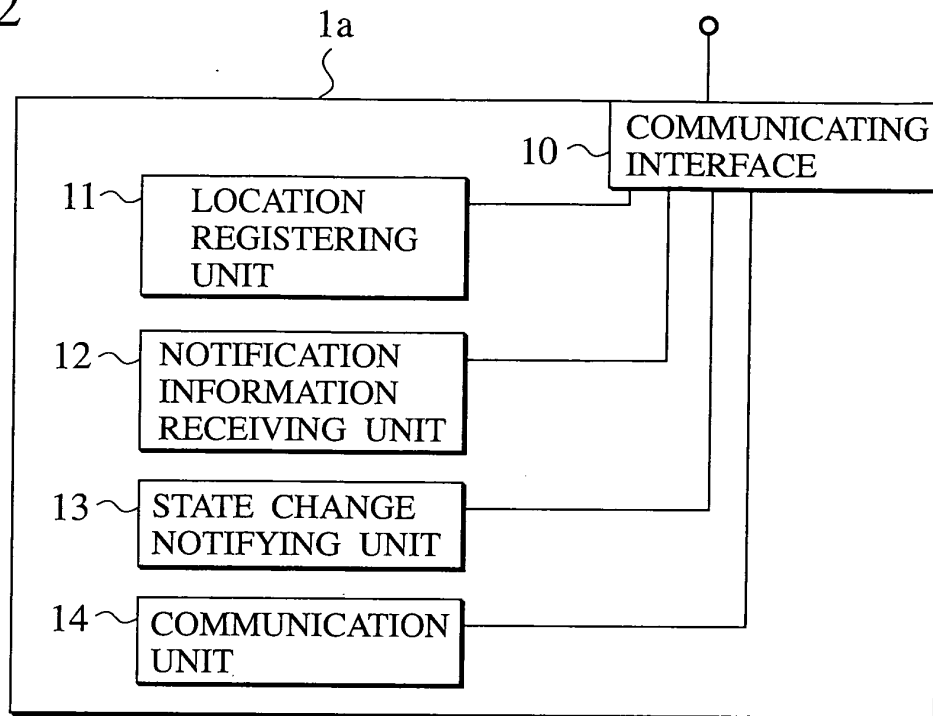 2
1a
10
COMMUNICATING
INTERFACE
11
LOCATION
REGISTERING
UNIT
12
NOTIFICATION
INFORMATION
RECEIVING UNIT
13
STATE CHANGE
NOTIFYING UNIT
14
COMMUNICATION
UNIT